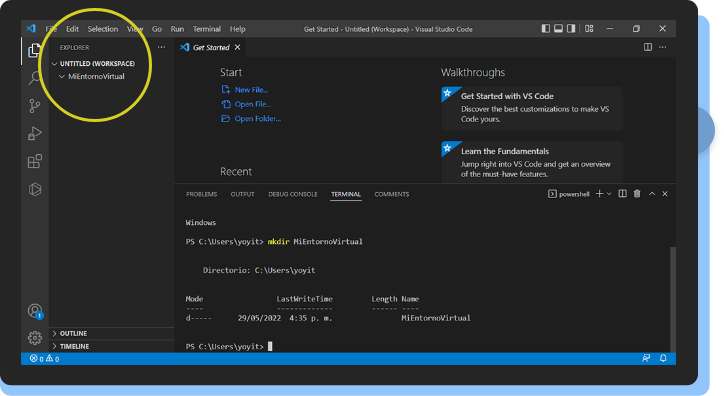 File Edit Selection View Go Run Terminal Help Get Started - Untitled (Workspace) - Visual Studio Code
EXPLORER ···
UNTITLED (WORKSPACE)
MiEntornoVirtual
Get Started
Start
New File...
Open File...
Open Folder...
Recent
Walkthroughs
Get Started with VS Code
Discover the best customizations to make VS
Code yours.
Learn the Fundamentals
Jump right into VS Code and get an overview
of the must-have features.
PROBLEMS OUTPUT DEBUG CONSOLE TERMINAL COMMENTS powershell
Windows
PS C:\Users\yoyit> mkdir MiEntornoVirtual
Directorio: C:\Users\yoyit
Mode LastWriteTime Length Name
---- ------------- ------ ----
d----- 29/05/2022 4:35 p. m. MiEntornoVirtual
PS C:\Users\yoyit>
1
OUTLINE
TIMELINE
0 0